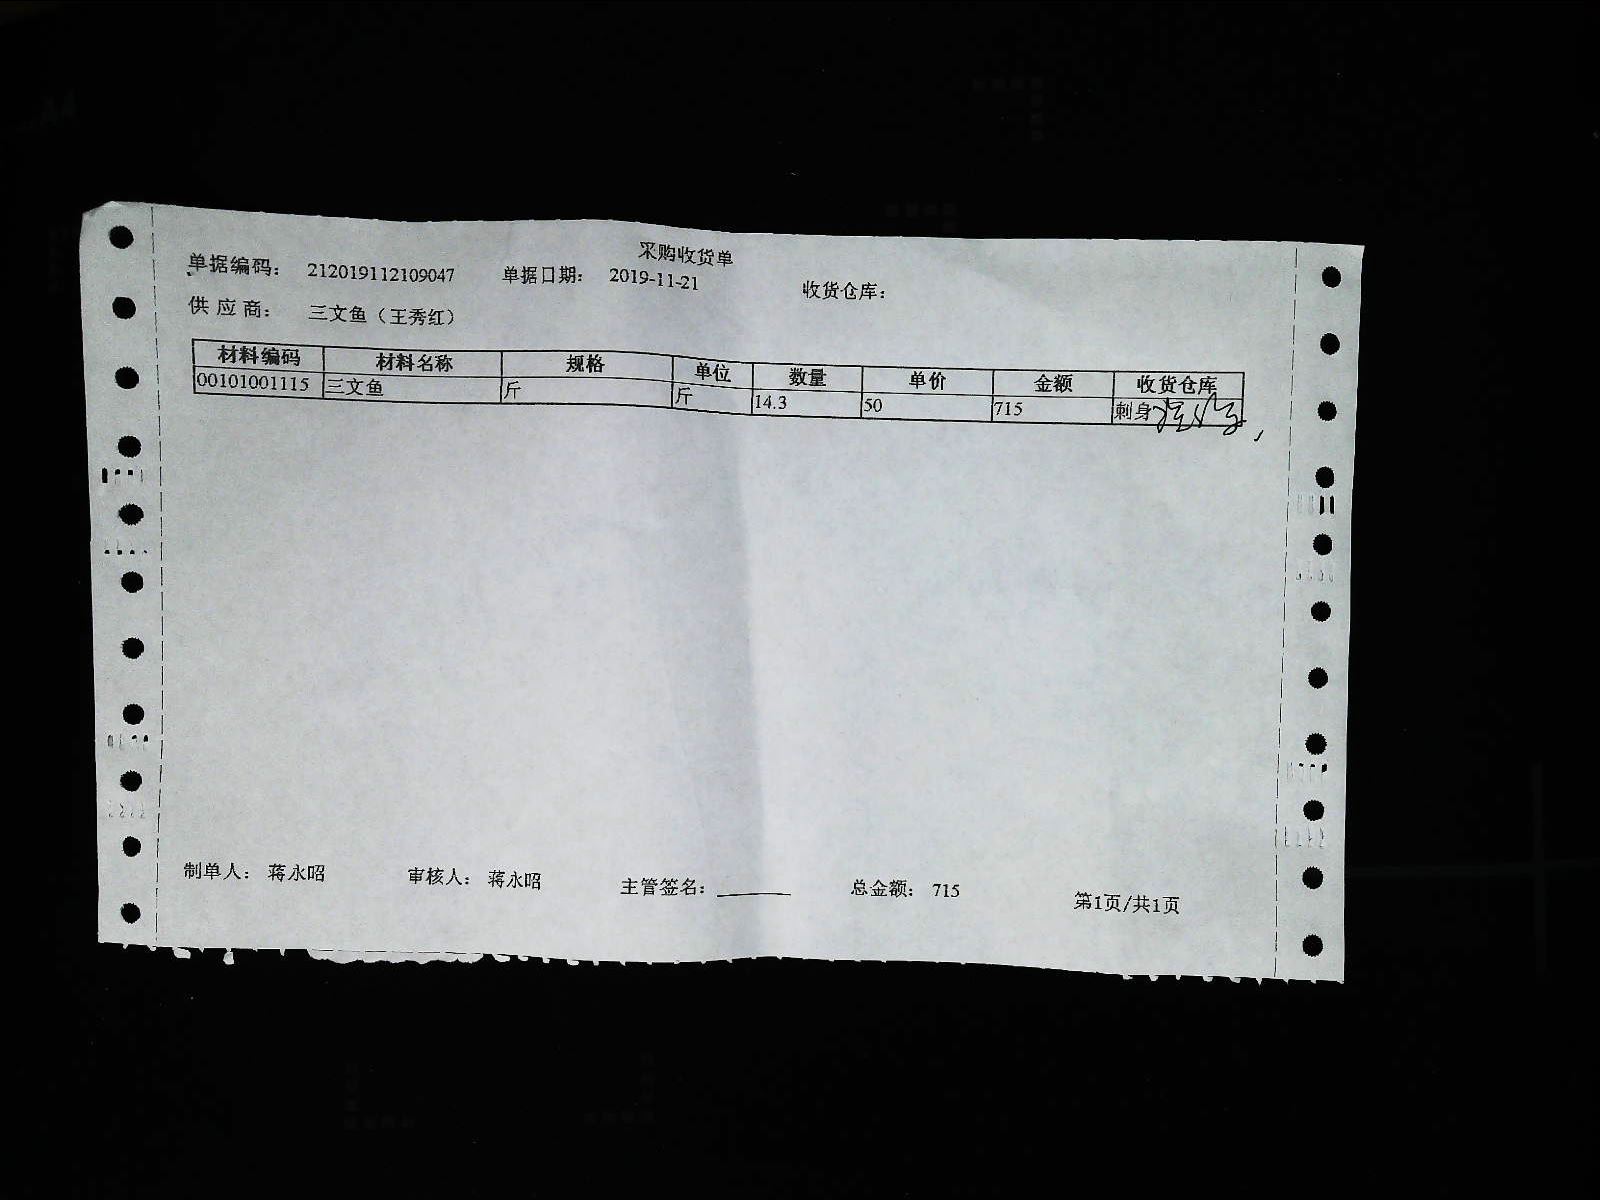 采购收货单
单据编码： 212019112109047 单据日期： 2019-11-21 收货仓库：
供应商： 三文鱼（王秀红）
材料编码 材料名称 规格 单位 数量 单价 金额 收货仓库
00101001115 三文鱼 斤 斤 14.3 50 715 刺身
制单人： 蒋永昭 审核人： 蒋永昭 主管签名： 总金额： 715 第1页/共1页